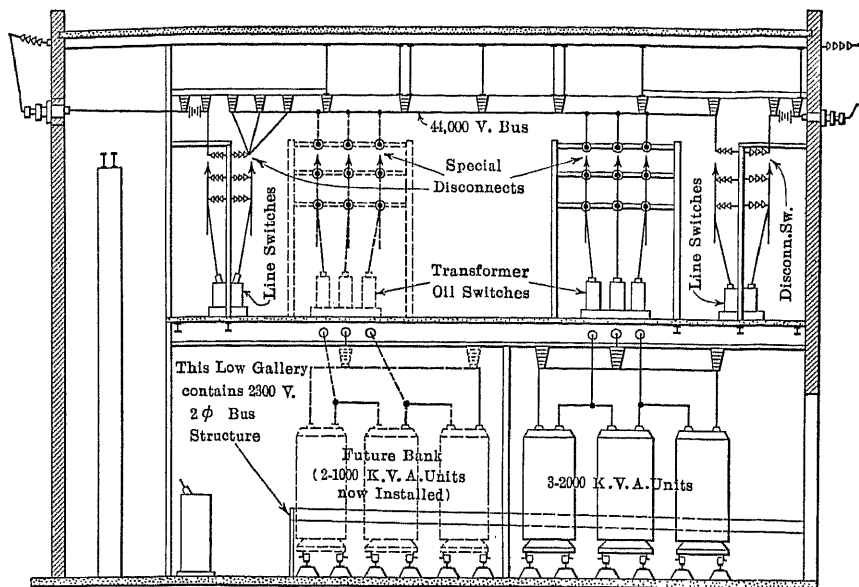 44,000 V. Bus
Special
Disconnects
Line Switches
Transformer
Oil Switches
Line Switches
Disconn.Sw.
This Low Gallery
contains 2300 V.
2 ϕ Bus
Structure
Future Bank
(2-1000 K.V.A.Units
now Installed)
3-2000 K.V.A.Units